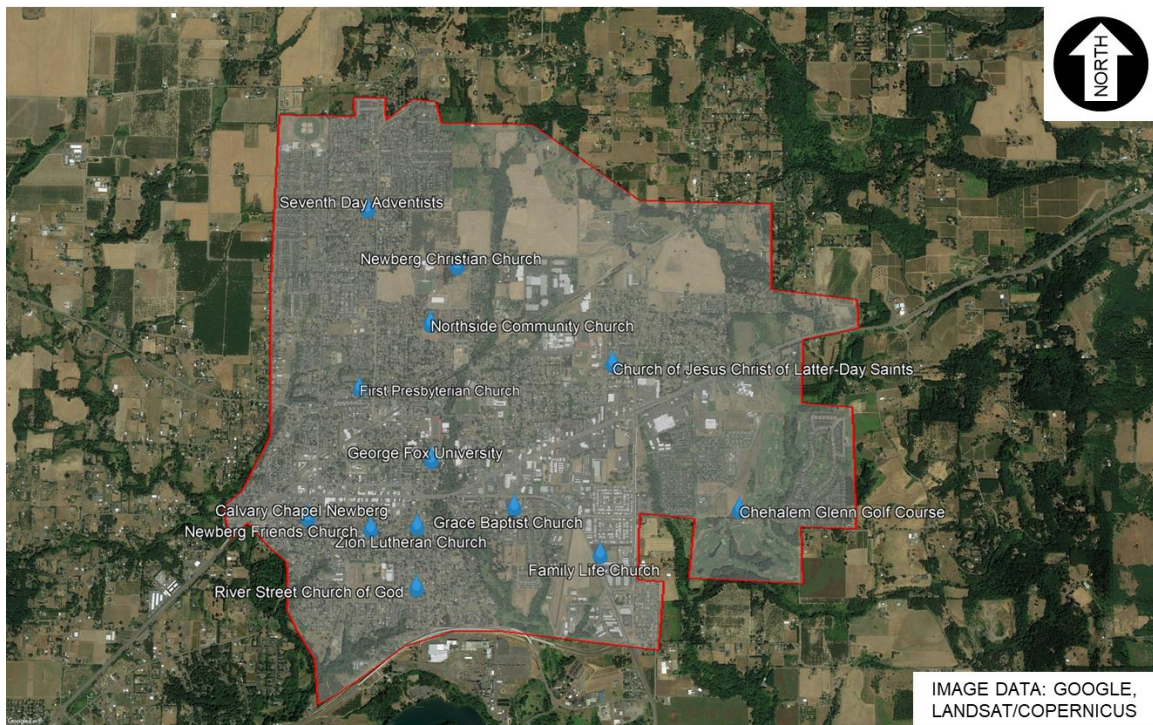 NORTH
Seventh Day Adventists
Newberg Christian Church
Northside Community Church
Church of Jesus Christ of Latter-Day Saints
First Presbyterian Church
George Fox University
Calvary Chapel Newberg
Chehalem Glenn Golf Course
Grace Baptist Church
Newberg Friends Church
Zion Lutheran Church
Family Life Church
River Street Church of God
IMAGE DATA: GOOGLE,
LANDSAT/COPERNICUS
Google Earth